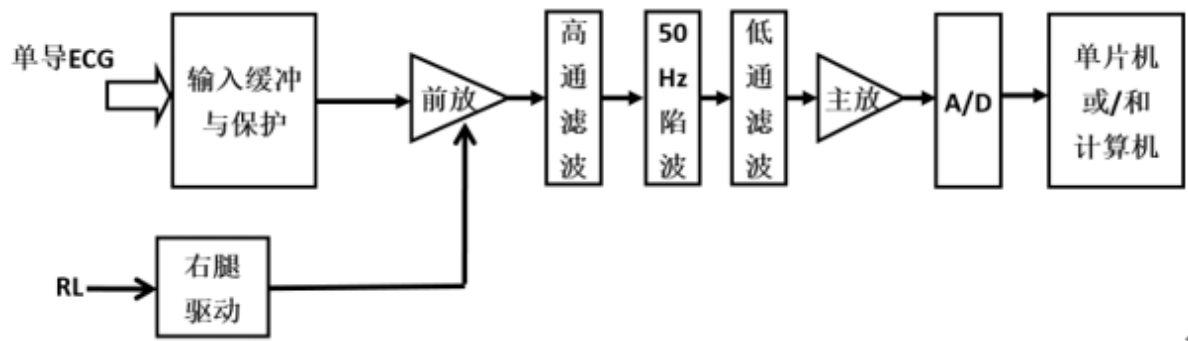 单导ECG
输入缓冲
与保护
前放
高
通
滤
波
50
Hz
陷
波
低
通
滤
波
主放
A/D
单片机
或/和
计算机
RL
右腿
驱动